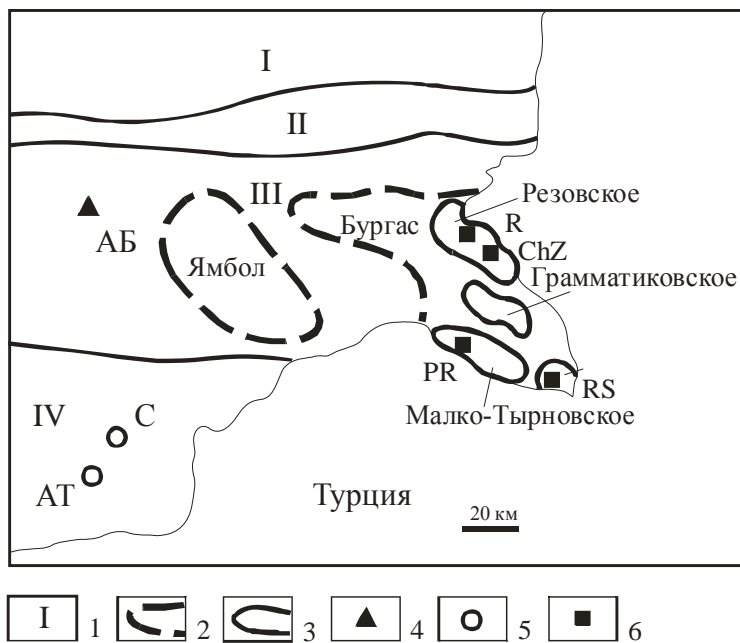 I
II
III
Резовское
Бургас
R
АБ
ChZ
Ямбол
Грамматиковское
PR
RS
IV
C
Малко-Тырновское
АТ
Турция
20 км
I 1 2 3 4 5 6